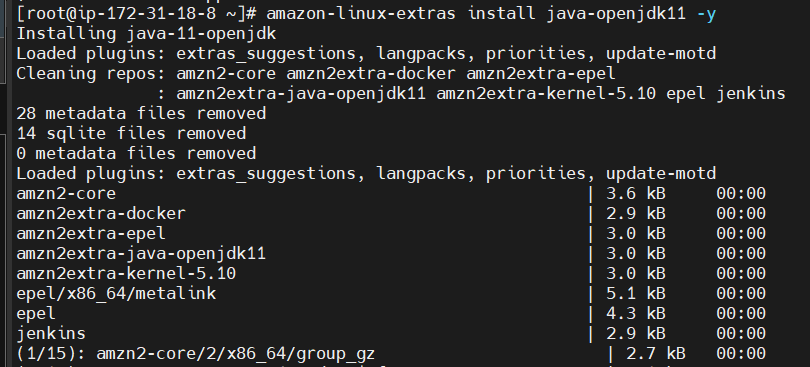 [root@ip-172-31-18-8 ~]# amazon-linux-extras install java-openjdk11 -y
Installing java-11-openjdk
Loaded plugins: extras_suggestions, langpacks, priorities, update-motd
Cleaning repos: amzn2-core amzn2extra-docker amzn2extra-epel
              : amzn2extra-java-openjdk11 amzn2extra-kernel-5.10 epel jenkins
28 metadata files removed
14 sqlite files removed
0 metadata files removed
Loaded plugins: extras_suggestions, langpacks, priorities, update-motd
amzn2-core | 3.6 kB 00:00
amzn2extra-docker | 2.9 kB 00:00
amzn2extra-epel | 3.0 kB 00:00
amzn2extra-java-openjdk11 | 3.0 kB 00:00
amzn2extra-kernel-5.10 | 3.0 kB 00:00
epel/x86_64/metalink | 5.1 kB 00:00
epel | 4.3 kB 00:00
jenkins | 2.9 kB 00:00
(1/15): amzn2-core/2/x86_64/group_gz | 2.7 kB 00:00